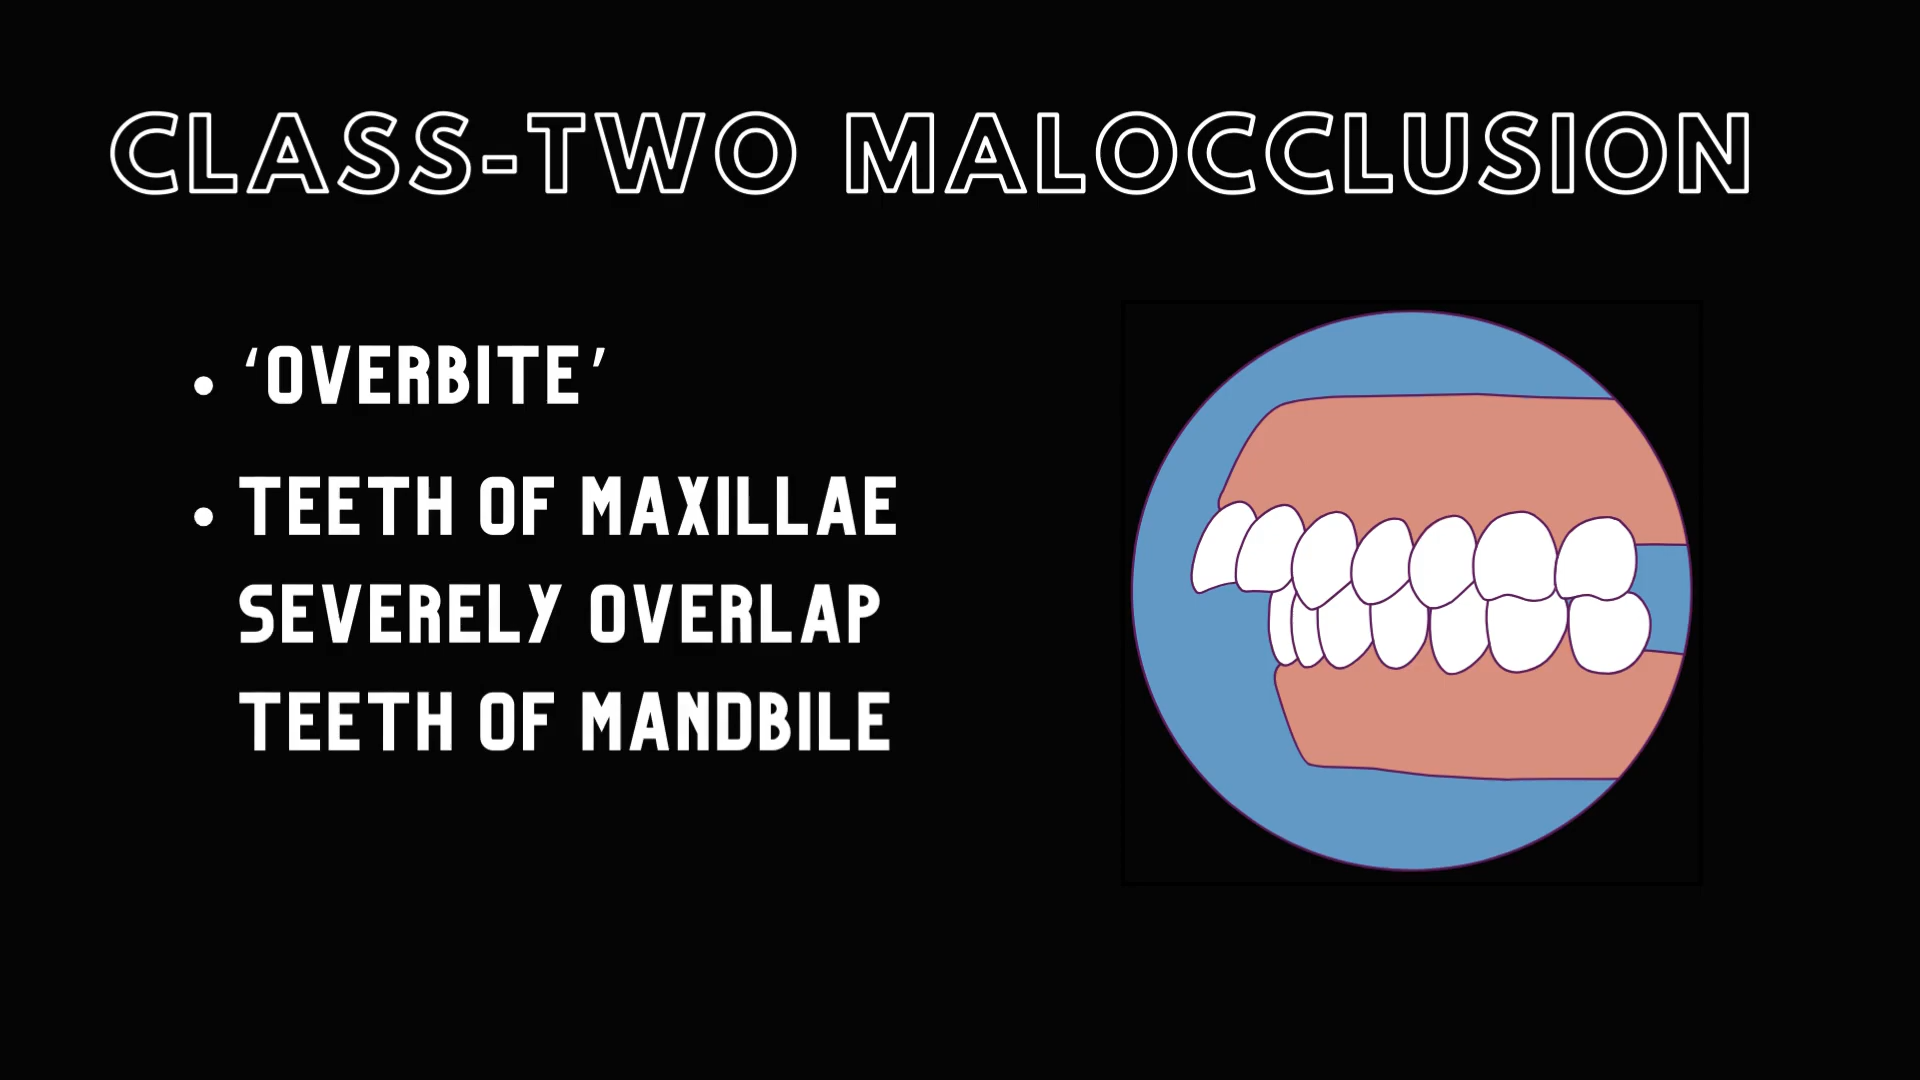 CLASS-TWO MALOCCLUSION
• ‘OVERBITE’
• TEETH OF MAXILLAE
SEVERELY OVERLAP
TEETH OF MANDBILE